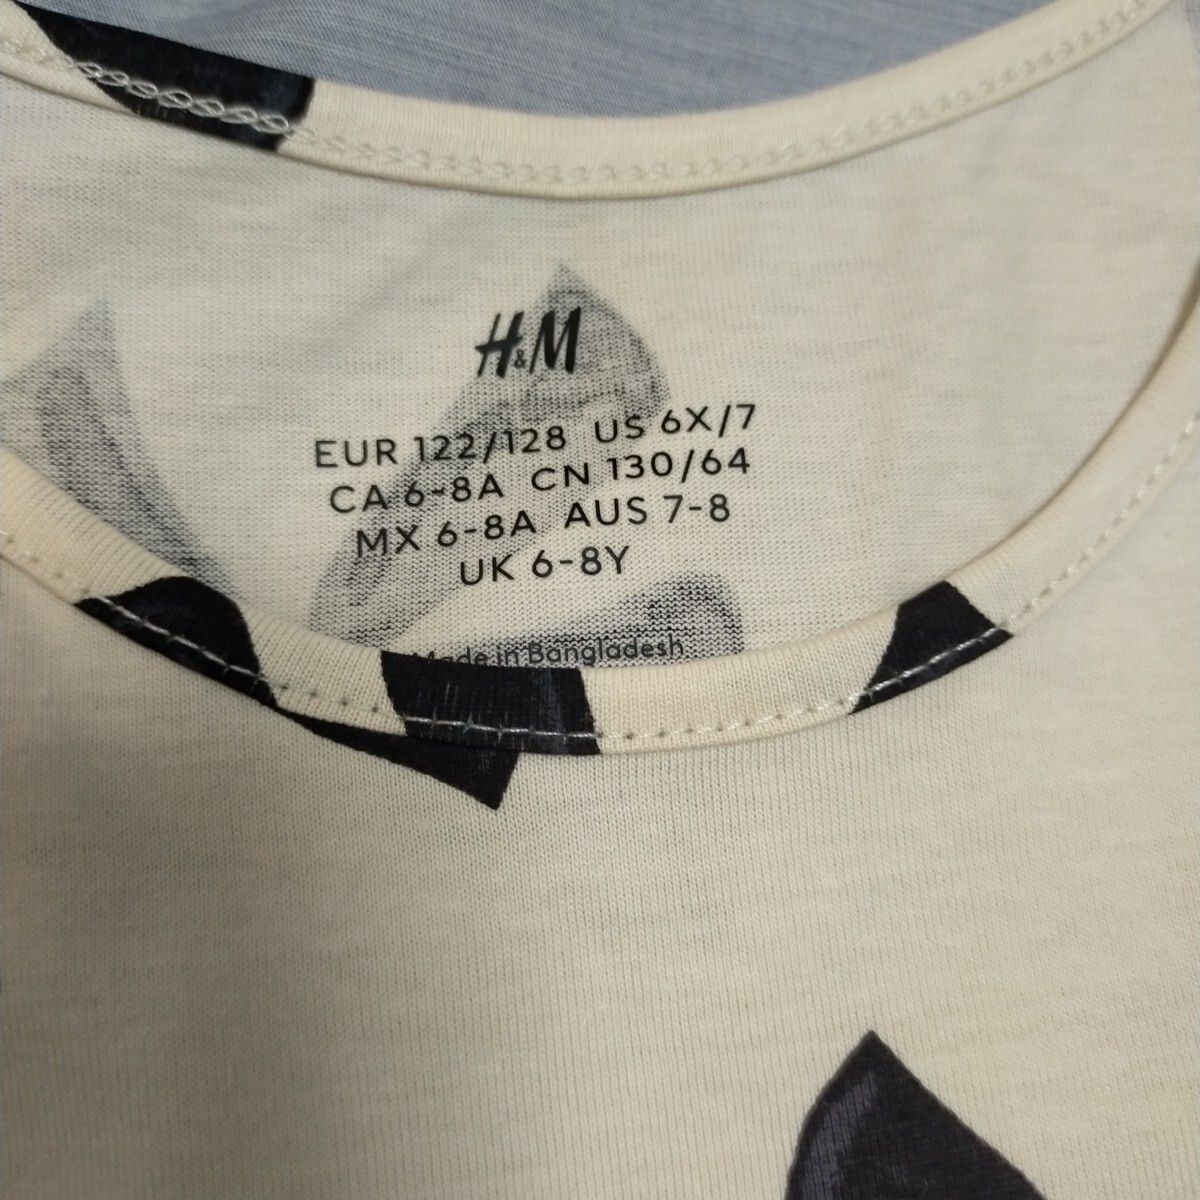 H&M
EUR 122/128 US 6X/7
CA 6-8A CN 130/64
MX 6-8A AUS 7-8
UK 6-8Y
Made in Bangladesh